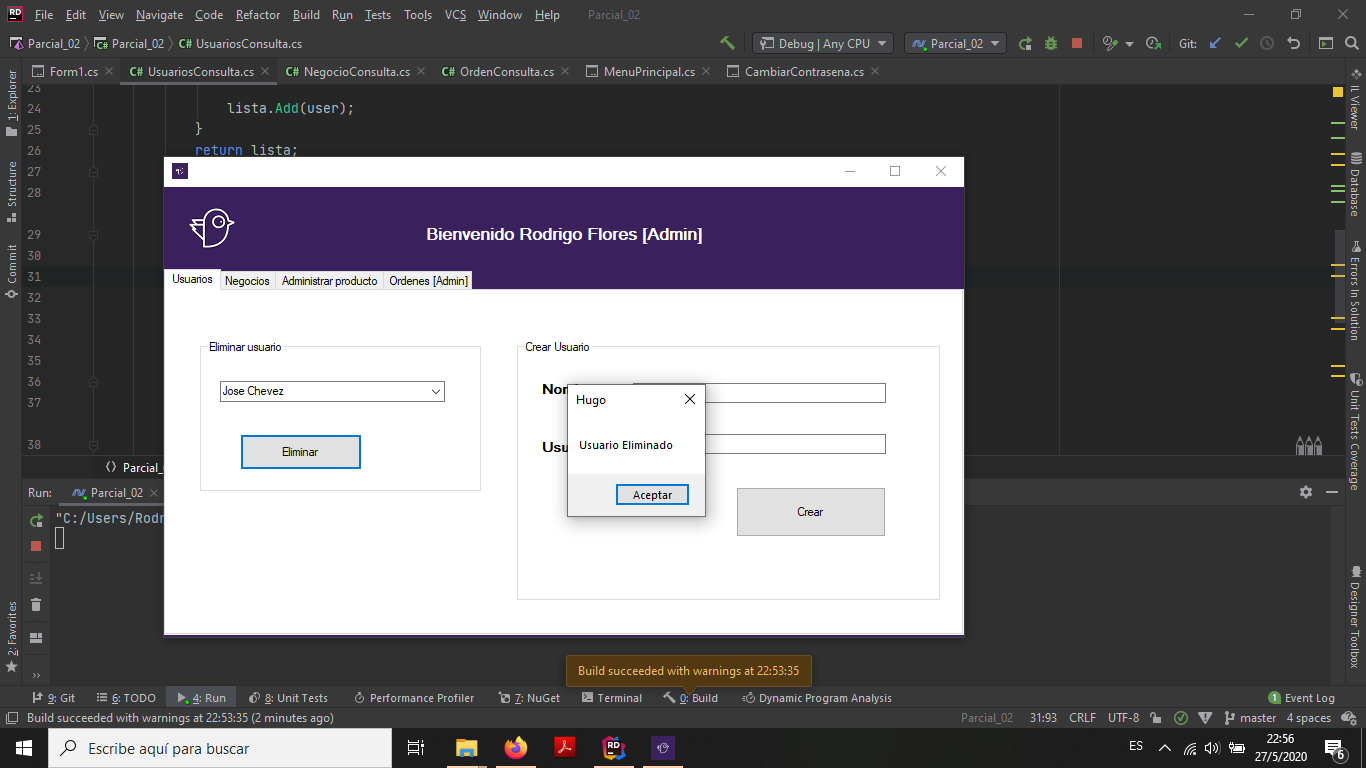 File Edit View Navigate Code Refactor Build Run Tests Tools VCS Window Help Parcial_02
Parcial_02 Parcial_02 C# UsuariosConsulta.cs
Debug | Any CPU Parcial_02 Git:
Form1.cs C# UsuariosConsulta.cs C# NegocioConsulta.cs C# OrdenConsulta.cs MenuPrincipal.cs CambiarContrasena.cs
1: Explorer
Structure
Commit
2: Favorites
23
24 lista.Add(user);
25 }
26 return lista;
27
28
29
30
31
32
33
34
35
36
37
38
Bienvenido Rodrigo Flores [Admin]
Usuarios Negocios Administrar producto Ordenes [Admin]
Eliminar usuario
Jose Chevez
Eliminar
Crear Usuario
Hugo
Usuario Eliminado
Aceptar
Crear
IL Viewer
Database
Errors In Solution
Unit Tests Coverage
Designer Toolbox
Run: Parcial_02
Build succeeded with warnings at 22:53:35
9: Git 6: TODO 4: Run 8: Unit Tests Performance Profiler 7: NuGet Terminal 0: Build Dynamic Program Analysis 1 Event Log
Build succeeded with warnings at 22:53:35 (2 minutes ago) Parcial_02 31:93 CRLF UTF-8 master 4 spaces
Escribe aquí para buscar
ES
22:56
27/5/2020
6